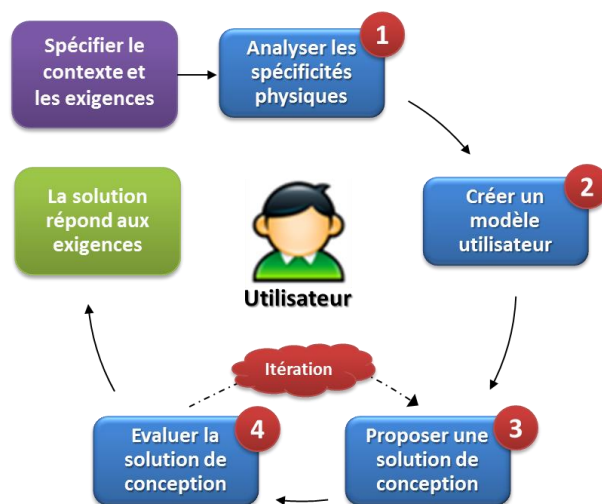 Spécifier le
contexte et
les exigences
1
Analyser les
spécificités
physiques
2
Créer un
modèle
utilisateur
3
Proposer une
solution de
conception
4
Evaluer la
solution de
conception
Itération
La solution
répond aux
exigences
Utilisateur